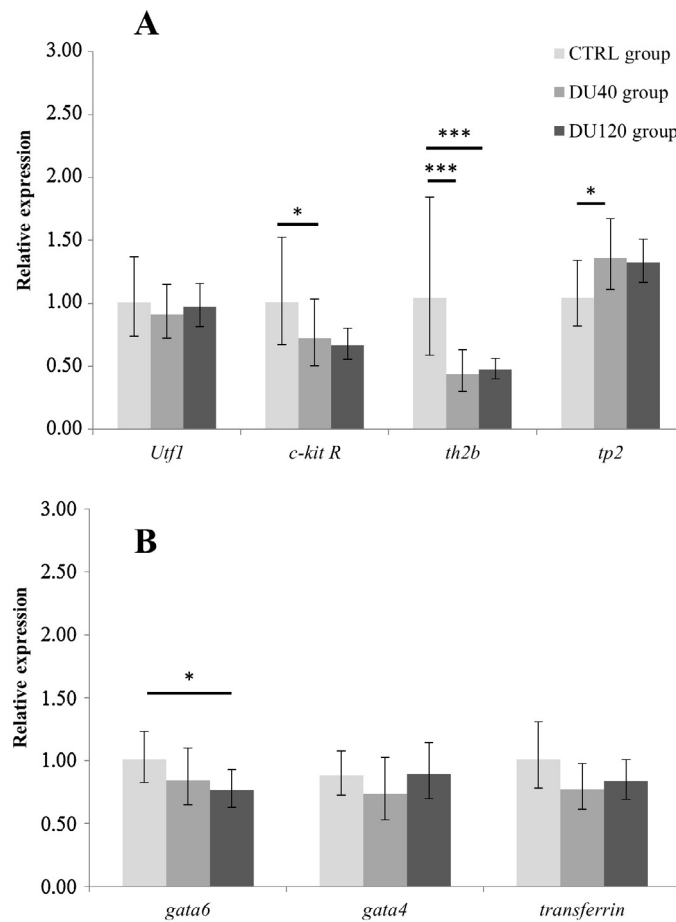 A
3.00
2.50
2.00
1.50
1.00
0.50
0.00
Relative expression
CTRL group
DU40 group
DU120 group
***
***
*
*
Utf1 c-kit R th2b tp2
B
3.00
2.50
2.00
1.50
1.00
0.50
0.00
Relative expression
*
gata6 gata4 transferrin